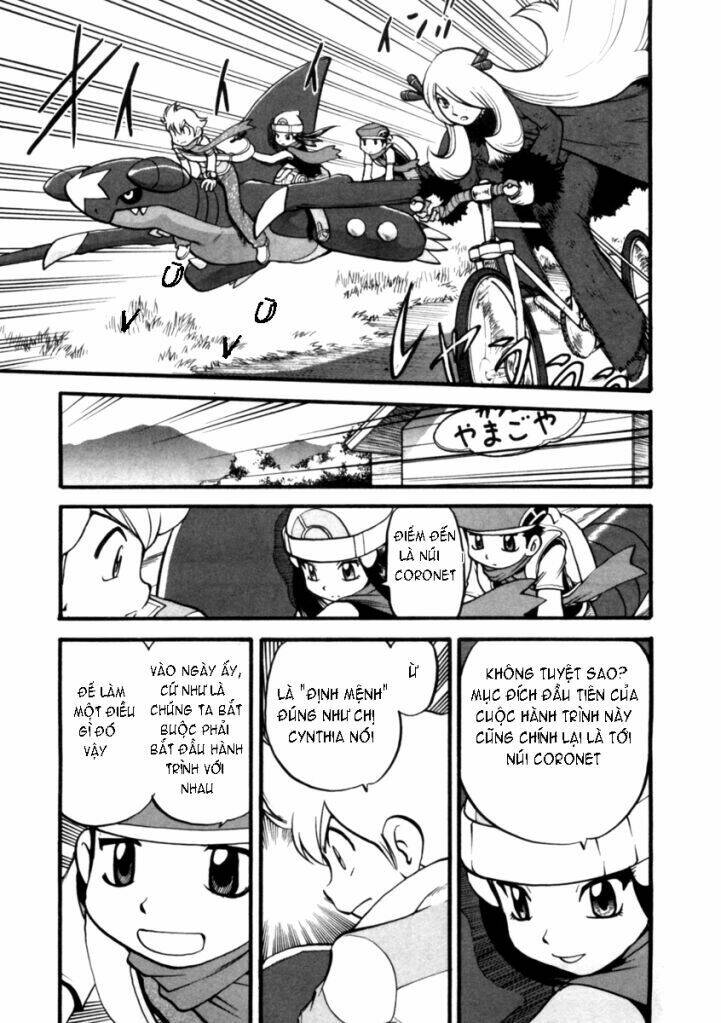 VÙ
VÙ
やまごや
ĐIỂM ĐẾN
LÀ NÚI
CORONET
KHÔNG TUYỆT SAO?
MỤC ĐÍCH ĐẦU TIÊN CỦA
CUỘC HÀNH TRÌNH NÀY
CŨNG CHÍNH LẠI LÀ TỚI
NÚI CORONET
Ừ
LÀ "ĐỊNH MỆNH"
ĐÚNG NHƯ CHỊ
CYNTHIA NÓI
VÀO NGÀY ẤY,
CỨ NHƯ LÀ
CHÚNG TA BẮT
BUỘC PHẢI
BẮT ĐẦU HÀNH
TRÌNH VỚI
NHAU
ĐỂ LÀM
MỘT ĐIỀU
GÌ ĐÓ
VẬY